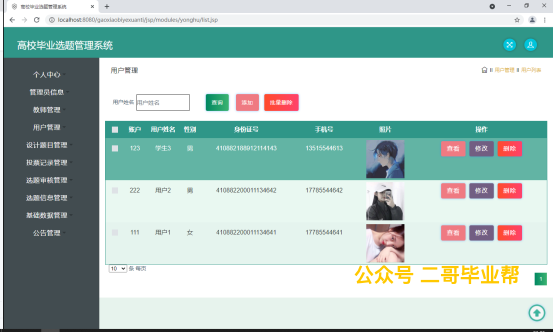 高校毕业选题管理系统
localhost:8080/gaoxiaobiyexuanti/jsp/modules/yonghu/list.jsp
高校毕业选题管理系统
个人中心
管理员信息
教师管理
用户管理
设计题目管理
投票记录管理
选题审核管理
选题信息管理
基础数据管理
公告管理
用户管理
用户管理 用户列表
用户姓名 用户姓名 查询 添加 批量删除
账户 用户姓名 性别 身份证号 手机号 照片 操作
123 学生3 男 410882198912114143 13515544613 查看 修改 删除
222 用户2 男 410882200011134642 17785544642 查看 修改 删除
111 用户1 女 410882200011134641 17785544641 查看 修改 删除
10 条 每页
1
公众号 二哥毕业帮